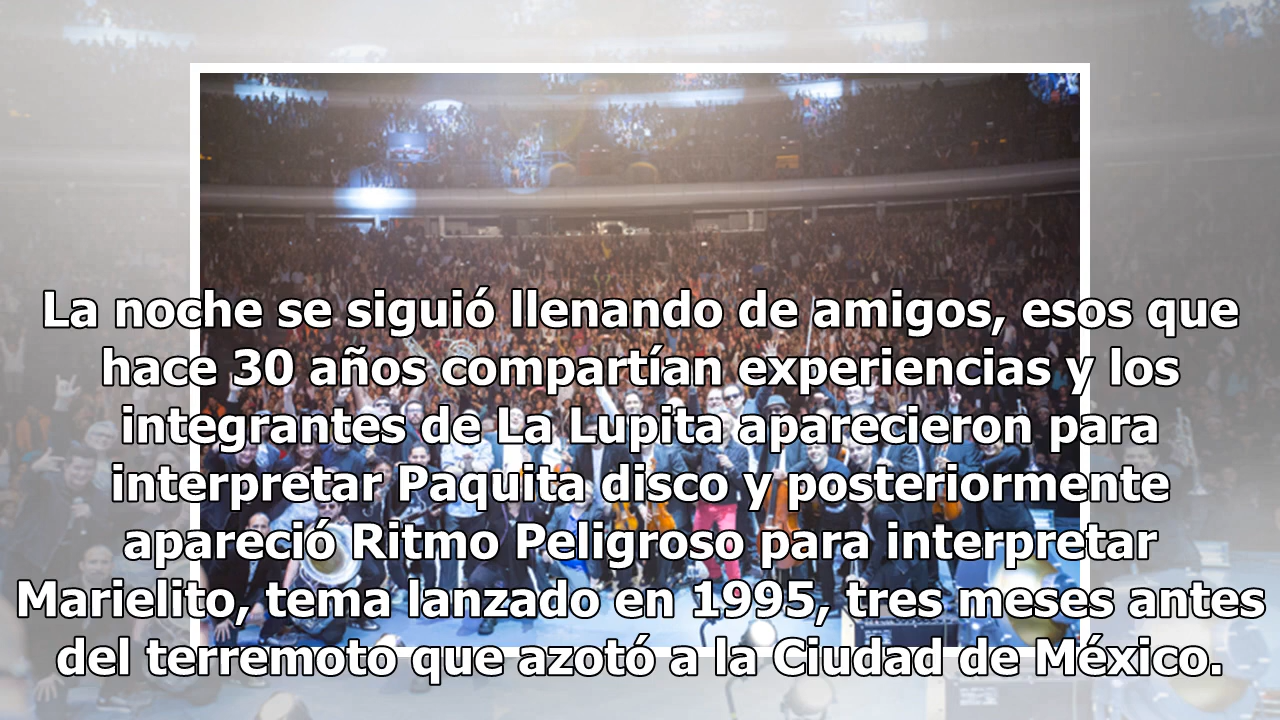 La noche se siguió llenando de amigos, esos que
hace 30 años compartían experiencias y los
integrantes de La Lupita aparecieron para
interpretar Paquita disco y posteriormente
apareció Ritmo Peligroso para interpretar
Marielito, tema lanzado en 1995, tres meses antes
del terremoto que azotó a la Ciudad de México.